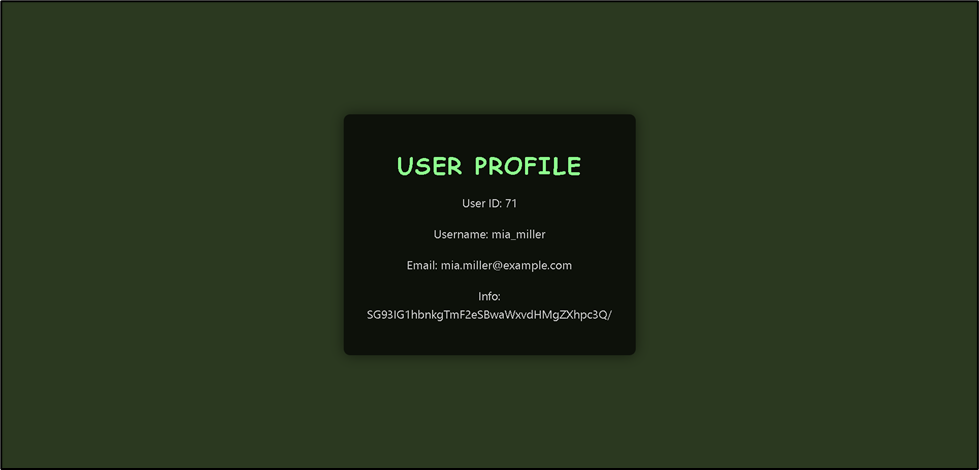 USER PROFILE
User ID: 71
Username: mia_miller
Email: mia.miller@example.com
Info:
SG93IG1hbnkgTmF2eSBwaWxvdHMgZXhpc3Q/